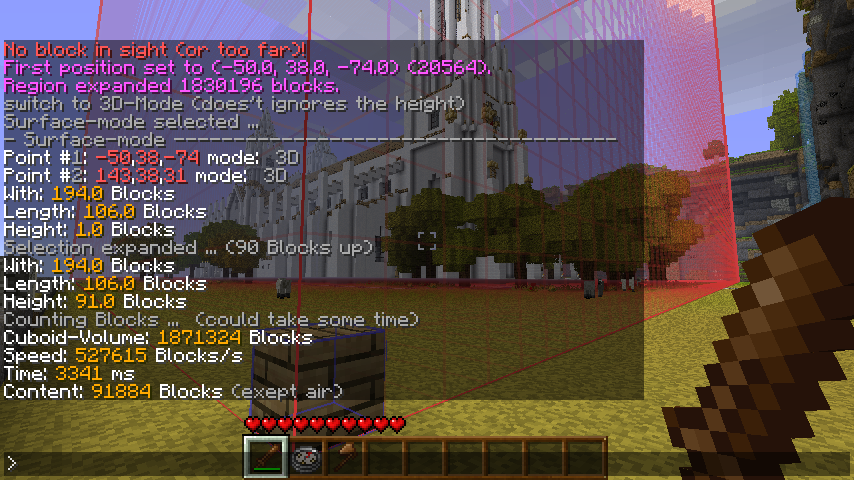 No block in sight (or too far)!
First position set to (-50.0, 38.0, -74.0) (20564).
Region expanded 1830196 blocks.
switch to 3D-Mode (does't ignores the height)
Surface-mode selected ...
- Surface-mode --------------------------------------
Point #1: -50,38,-74 mode: 3D
Point #2: 143,38,31 mode: 3D
With: 194.0 Blocks
Length: 106.0 Blocks
Height: 1.0 Blocks
Selection expanded ... (90 Blocks up)
With: 194.0 Blocks
Length: 106.0 Blocks
Height: 91.0 Blocks
Counting Blocks ... (could take some time)
Cuboid-Volume: 1871324 Blocks
Speed: 527615 Blocks/s
Time: 3341 ms
Content: 91884 Blocks (exept air)
>